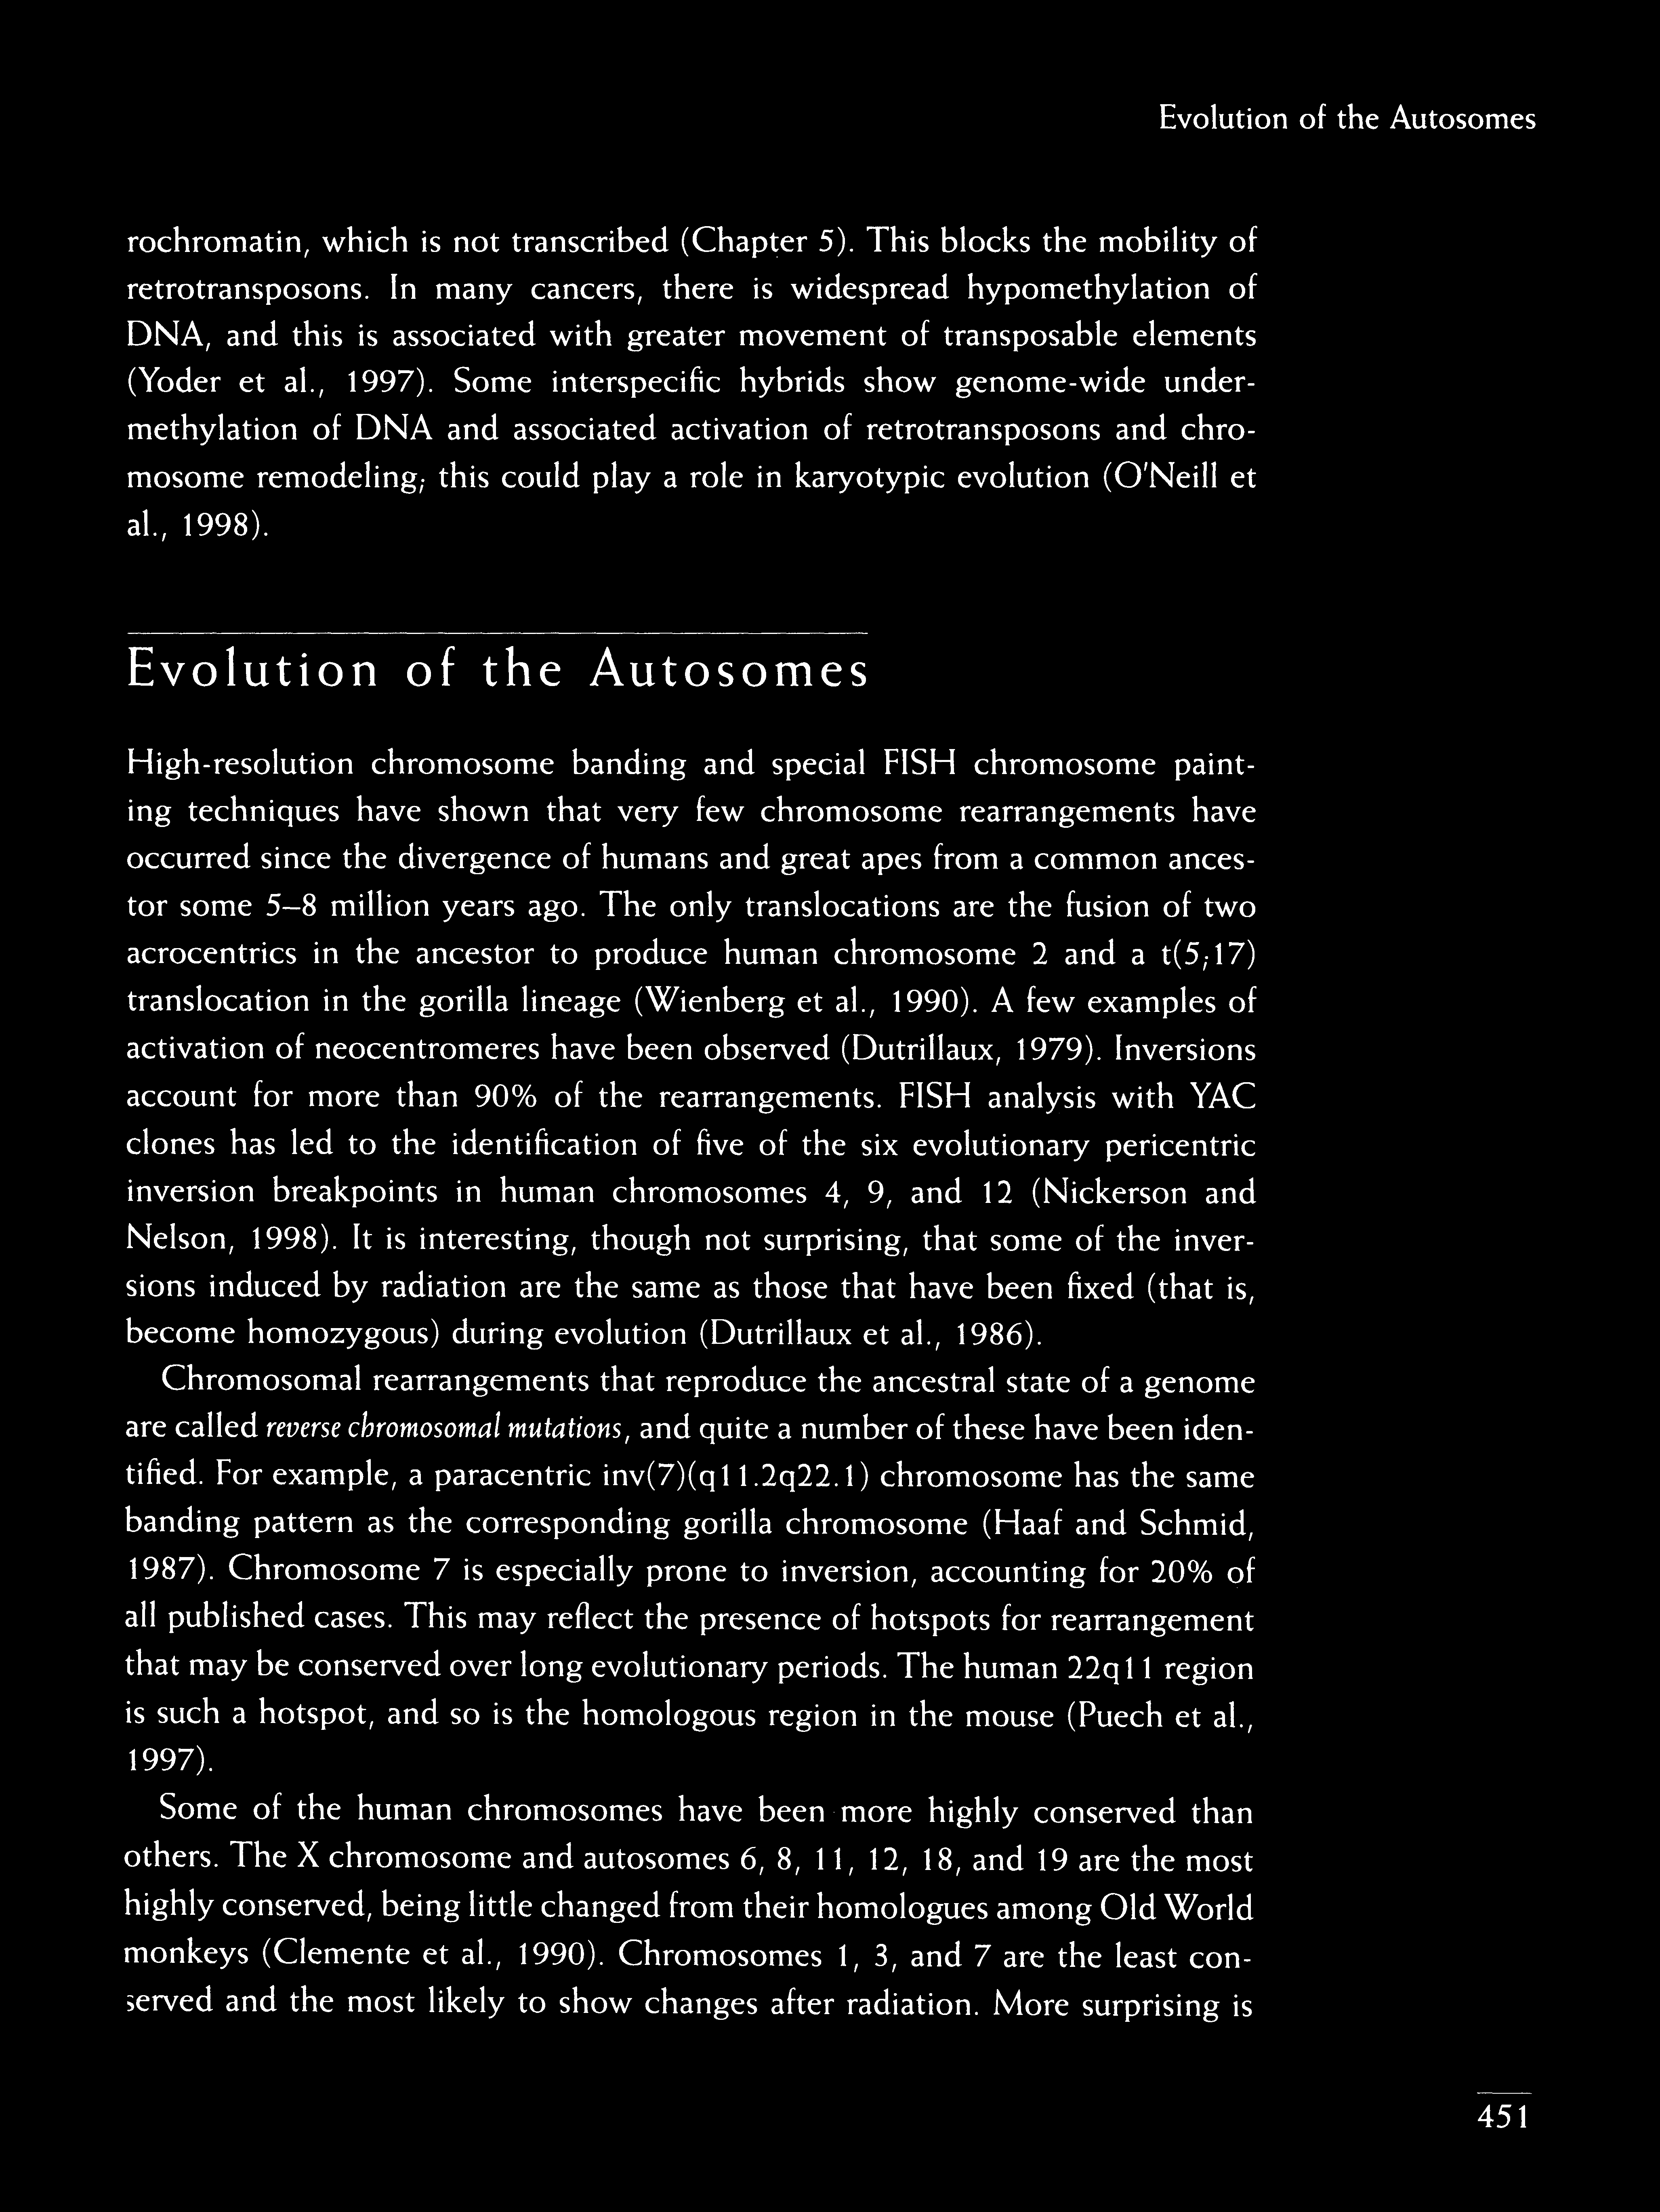 Evolution of the Autosomes
rochromatin, which is not transcribed (Chapter 5). This blocks the mobility of
retrotransposons. In many cancers, there is widespread hypomethylation of
DNA, and this is associated with greater movement of transposable elements
(Yoder et al., 1997). Some interspecific hybrids show genome-wide under-
methylation of DNA and associated activation of retrotransposons and chro-
mosome remodeling; this could play a role in karyotypic evolution (O'Neill et
al., 1998).
Evolution of the Autosomes
High-resolution chromosome banding and special FISH chromosome paint-
ing techniques have shown that very few chromosome rearrangements have
occurred since the divergence of humans and great apes from a common ances-
tor some 5–8 million years ago. The only translocations are the fusion of two
acrocentrics in the ancestor to produce human chromosome 2 and a t(5;17)
translocation in the gorilla lineage (Wienberg et al., 1990). A few examples of
activation of neocentromeres have been observed (Dutrillaux, 1979). Inversions
account for more than 90% of the rearrangements. FISH analysis with YAC
clones has led to the identification of five of the six evolutionary pericentric
inversion breakpoints in human chromosomes 4, 9, and 12 (Nickerson and
Nelson, 1998). It is interesting, though not surprising, that some of the inver-
sions induced by radiation are the same as those that have been fixed (that is,
become homozygous) during evolution (Dutrillaux et al., 1986).
Chromosomal rearrangements that reproduce the ancestral state of a genome
are called reverse chromosomal mutations, and quite a number of these have been iden-
tified. For example, a paracentric inv(7)(q11.2q22.1) chromosome has the same
banding pattern as the corresponding gorilla chromosome (Haaf and Schmid,
1987). Chromosome 7 is especially prone to inversion, accounting for 20% of
all published cases. This may reflect the presence of hotspots for rearrangement
that may be conserved over long evolutionary periods. The human 22q11 region
is such a hotspot, and so is the homologous region in the mouse (Puech et al.,
1997).
Some of the human chromosomes have been more highly conserved than
others. The X chromosome and autosomes 6, 8, 11, 12, 18, and 19 are the most
highly conserved, being little changed from their homologues among Old World
monkeys (Clemente et al., 1990). Chromosomes 1, 3, and 7 are the least con-
served and the most likely to show changes after radiation. More surprising is
451